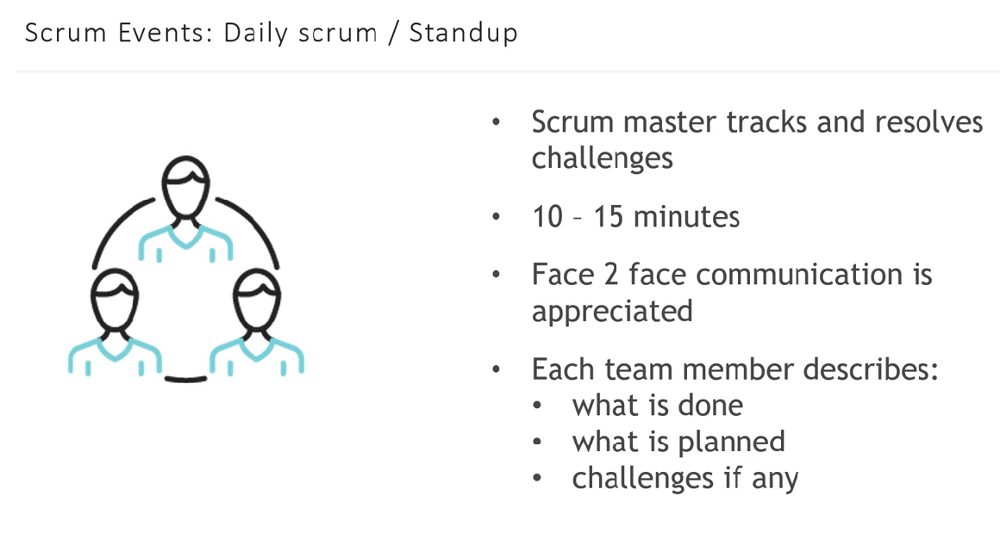 Scrum Events: Daily scrum / Standup
• Scrum master tracks and resolves
challenges
• 10 – 15 minutes
• Face 2 face communication is
appreciated
• Each team member describes:
• what is done
• what is planned
• challenges if any